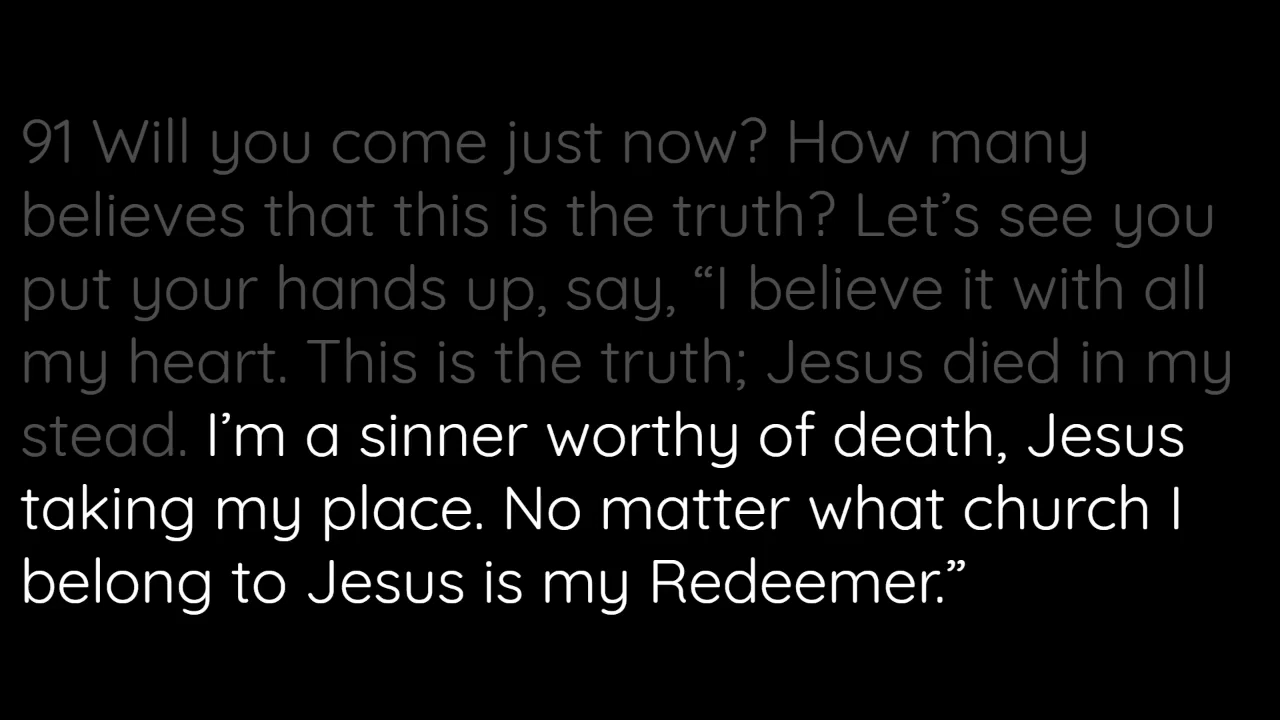 91 Will you come just now? How many
believes that this is the truth? Let’s see you
put your hands up, say, “I believe it with all
my heart. This is the truth; Jesus died in my
stead. I’m a sinner worthy of death, Jesus
taking my place. No matter what church I
belong to Jesus is my Redeemer.”